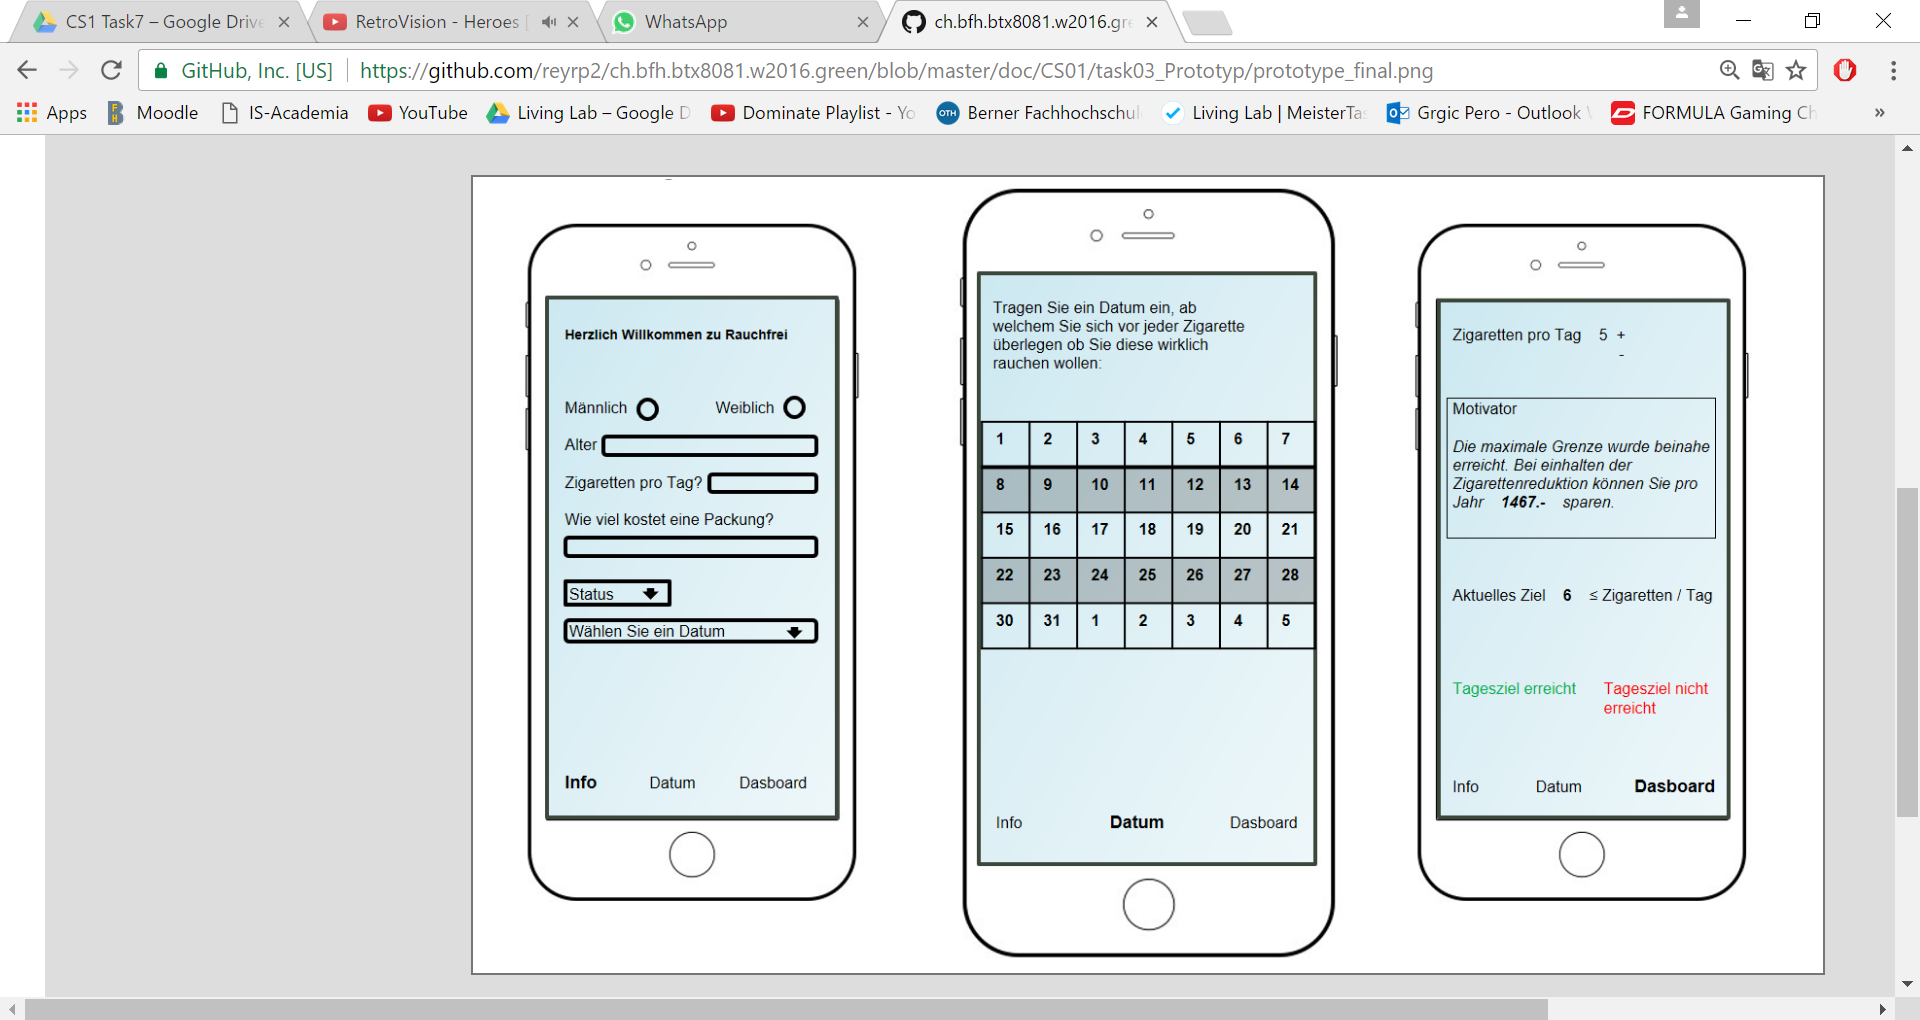 CS1 Task7 – Google Drive
RetroVision - Heroes [
WhatsApp
ch.bfh.btx8081.w2016.gre
GitHub, Inc. [US]
https://github.com/reyrp2/ch.bfh.btx8081.w2016.green/blob/master/doc/CS01/task03_Prototyp/prototype_final.png
Apps
Moodle
IS-Academia
YouTube
Living Lab – Google D
Dominate Playlist - Yo
OTH
Berner Fachhochschul
Living Lab | MeisterTas
Grgic Pero - Outlook
FORMULA Gaming Ch
»
Herzlich Willkommen zu Rauchfrei
Männlich
Weiblich
Alter
Zigaretten pro Tag?
Wie viel kostet eine Packung?
Status
Wählen Sie ein Datum
Info Datum Dasboard
Tragen Sie ein Datum ein, ab
welchem Sie sich vor jeder Zigarette
überlegen ob Sie diese wirklich
rauchen wollen:
1 2 3 4 5 6 7
8 9 10 11 12 13 14
15 16 17 18 19 20 21
22 23 24 25 26 27 28
30 31 1 2 3 4 5
Info Datum Dasboard
Zigaretten pro Tag 5 +
-
Motivator
Die maximale Grenze wurde beinahe
erreicht. Bei einhalten der
Zigarettenreduktion können Sie pro
Jahr 1467.- sparen.
Aktuelles Ziel 6 ≤ Zigaretten / Tag
Tagesziel erreicht
Tagesziel nicht
erreicht
Info Datum Dasboard